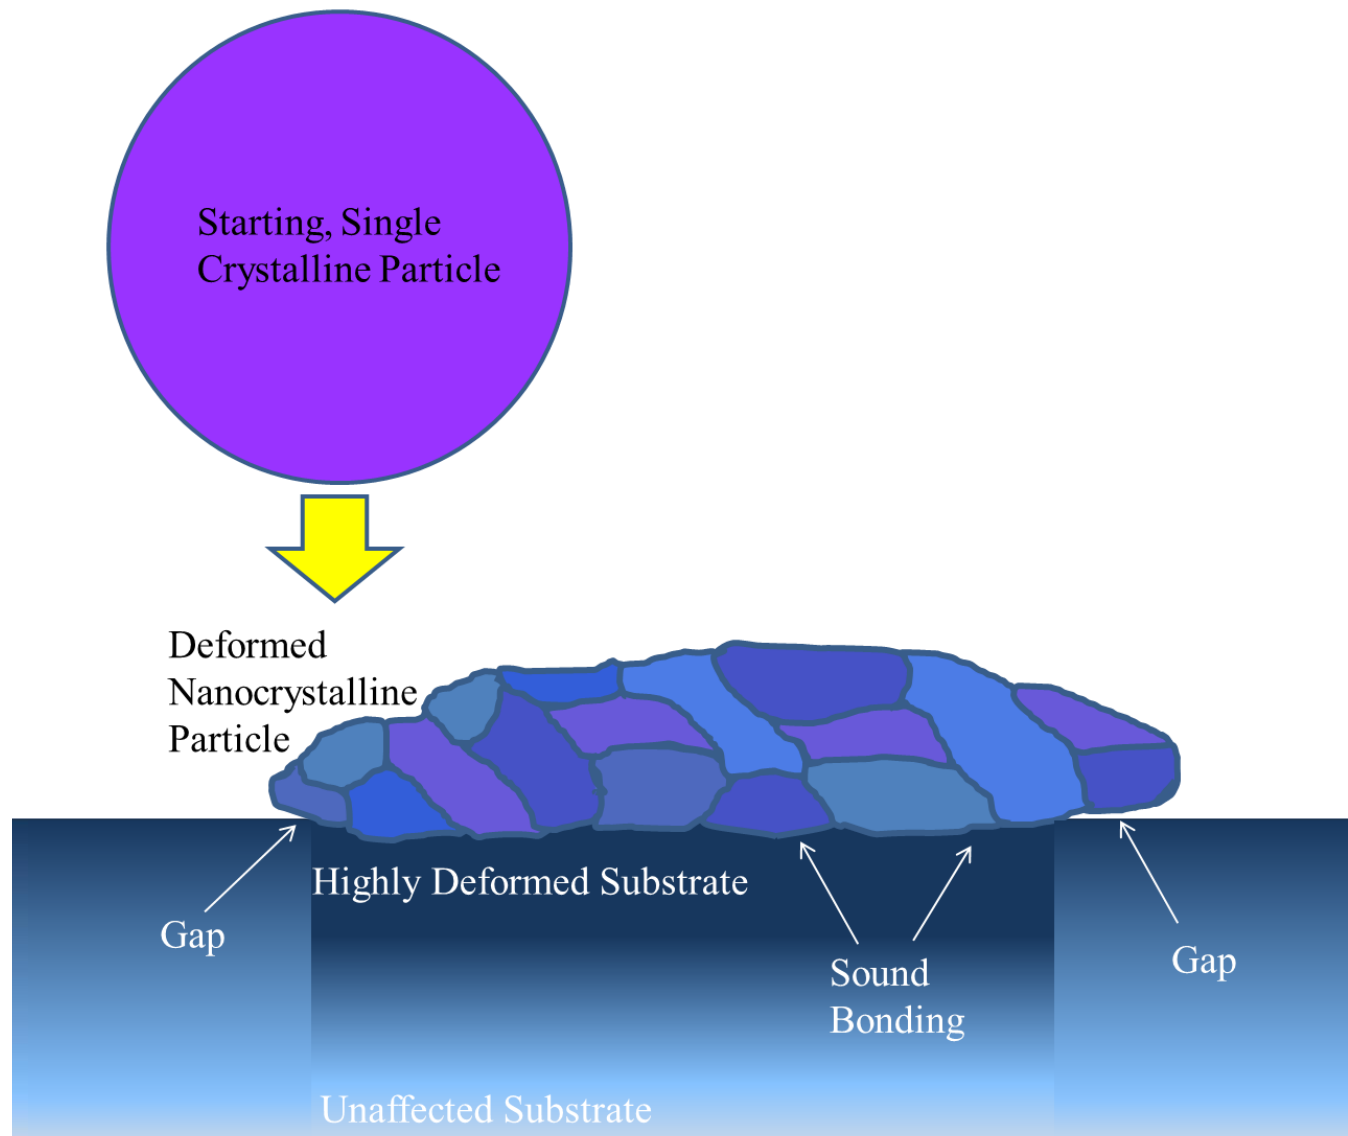 Starting, Single
Crystalline Particle
Deformed
Nanocrystalline
Particle
Highly Deformed Substrate
Gap
Sound
Bonding
Gap
Unaffected Substrate